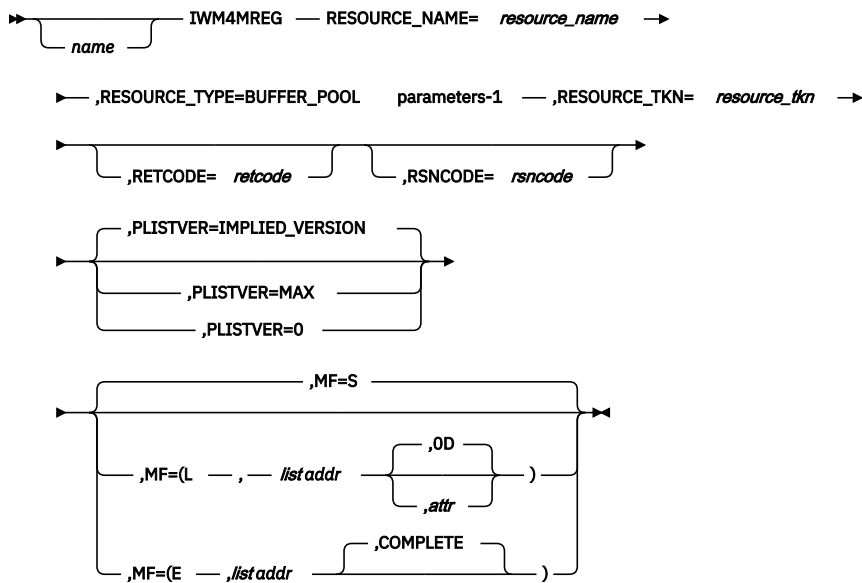 IWM4MREG RESOURCE_NAME= resource_name
name
,RESOURCE_TYPE=BUFFER_POOL parameters-1 ,RESOURCE_TKN= resource_tkn
,RETCODE= retcode ,RSNCODE= rsncode
,PLISTVER=IMPLIED_VERSION
,PLISTVER=MAX
,PLISTVER=0
,MF=S
,0D
,MF=(L , list addr )
,attr
,COMPLETE
,MF=(E ,list addr )